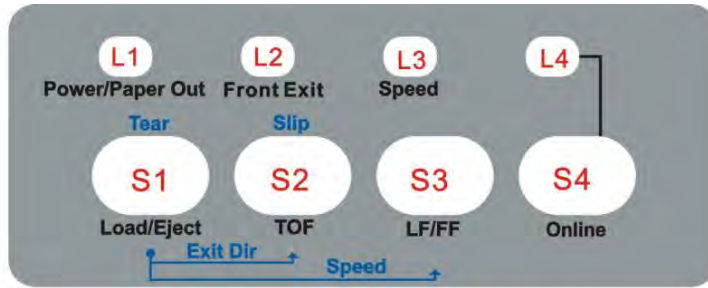 L1 L2 L3 L4
Power/Paper Out Front Exit Speed
Tear Slip
S1 S2 S3 S4
Load/Eject TOF LF/FF Online
Exit Dir
Speed